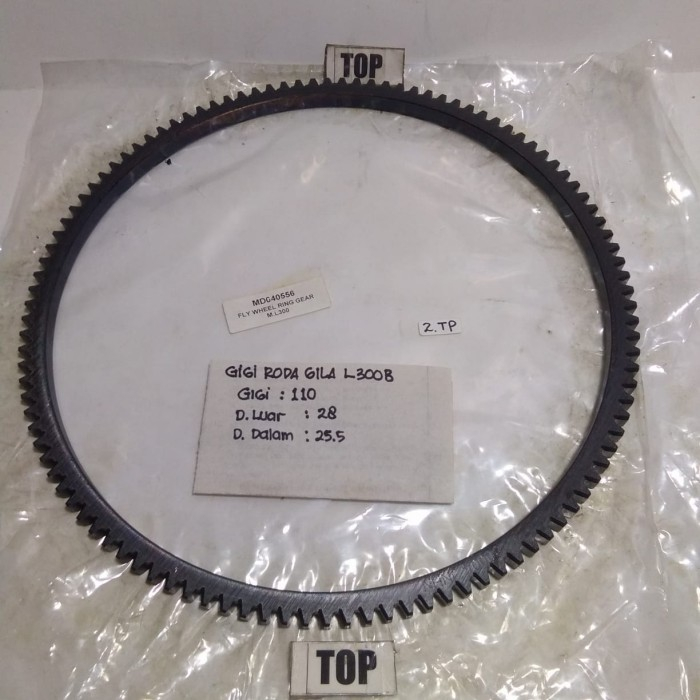 TOP
MD040556
FLY WHEEL RING GEAR
M.L300
2.TP
GIGI RODA GILA L300B
GIGI : 110
D. Luar : 28
D. Dalam : 25.5
TOP